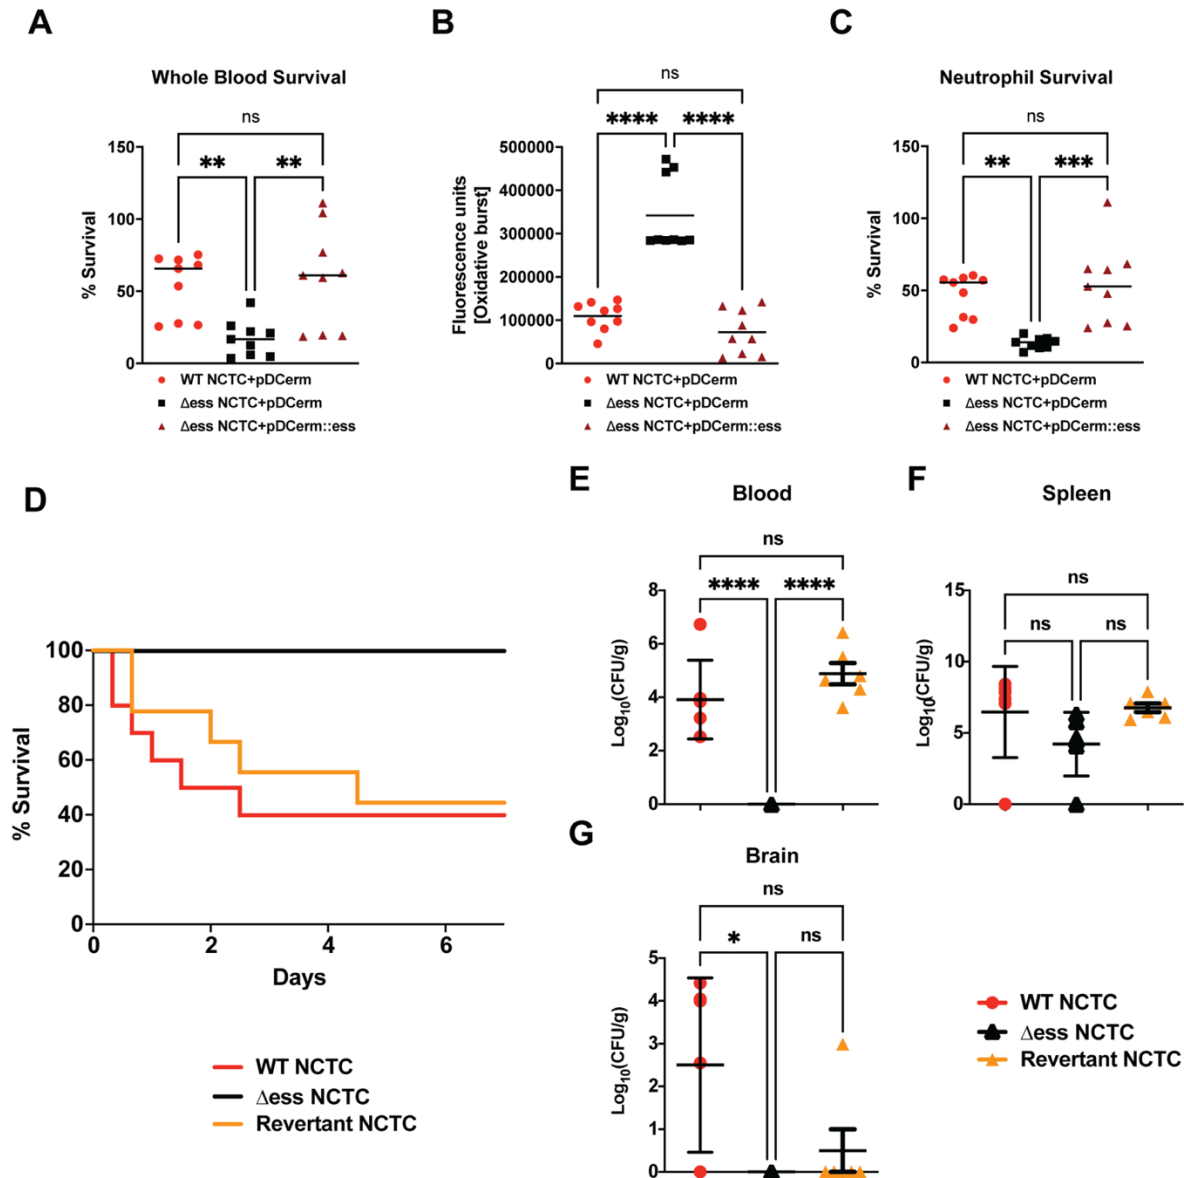 A
Whole Blood Survival
ns
** **
150
100
50
0
% Survival
WT NCTC+pDCerm
Δess NCTC+pDCerm
Δess NCTC+pDCerm::ess
B
ns
**** ****
500000
400000
300000
200000
100000
0
Fluorescence units
[Oxidative burst]
WT NCTC+pDCerm
Δess NCTC+pDCerm
Δess NCTC+pDCerm::ess
C
Neutrophil Survival
ns
** ***
150
100
50
0
% Survival
WT NCTC+pDCerm
Δess NCTC+pDCerm
Δess NCTC+pDCerm::ess
D
100
80
60
40
20
0
% Survival
0 2 4 6
Days
WT NCTC
Δess NCTC
Revertant NCTC
E
Blood
ns
**** ****
8
6
4
2
0
Log10(CFU/g)
F
Spleen
ns
ns ns
15
10
5
0
Log10(CFU/g)
G
Brain
ns
* ns
5
4
3
2
1
0
Log10(CFU/g)
WT NCTC
Δess NCTC
Revertant NCTC